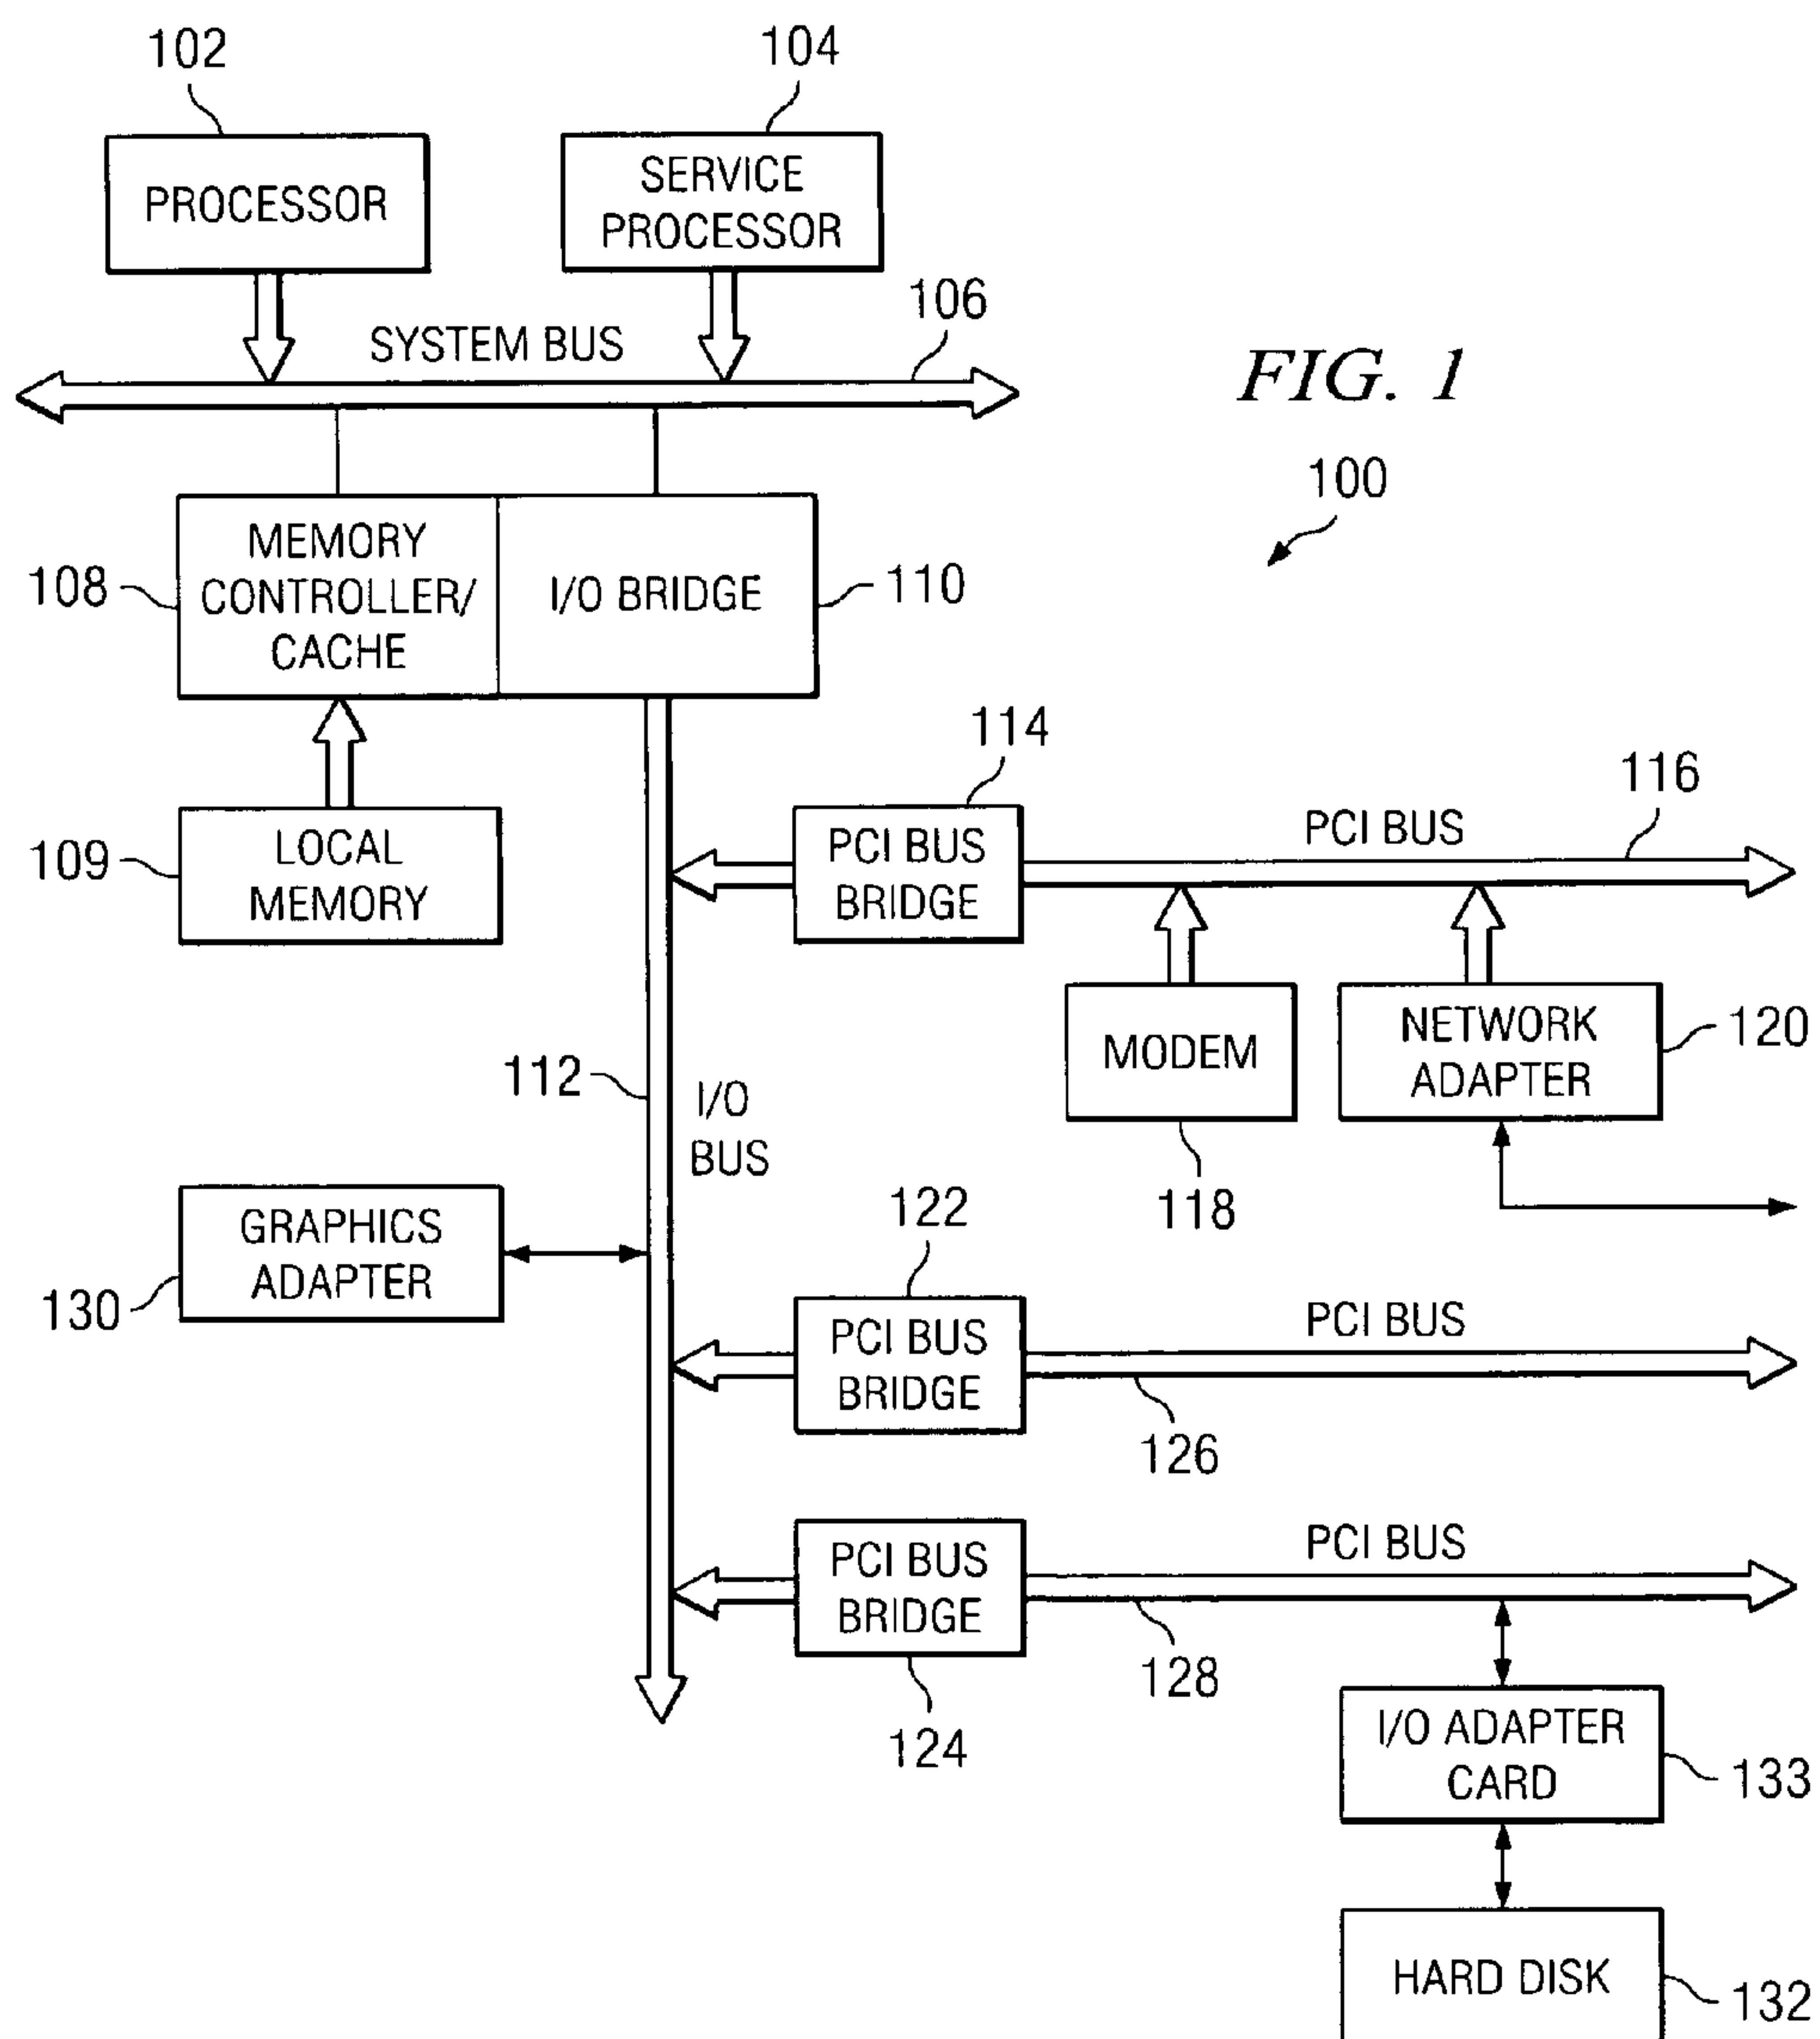 102
104
PROCESSOR
SERVICE
PROCESSOR
106
SYSTEM BUS
FIG. 1
100
MEMORY
CONTROLLER/
CACHE
I/O BRIDGE
108
110
114
116
LOCAL
MEMORY
109
PCI BUS
BRIDGE
PCI BUS
MODEM
NETWORK
ADAPTER
120
112
I/O
BUS
118
122
GRAPHICS
ADAPTER
130
PCI BUS
BRIDGE
PCI BUS
126
PCI BUS
BRIDGE
PCI BUS
128
124
I/O ADAPTER
CARD
133
HARD DISK
132